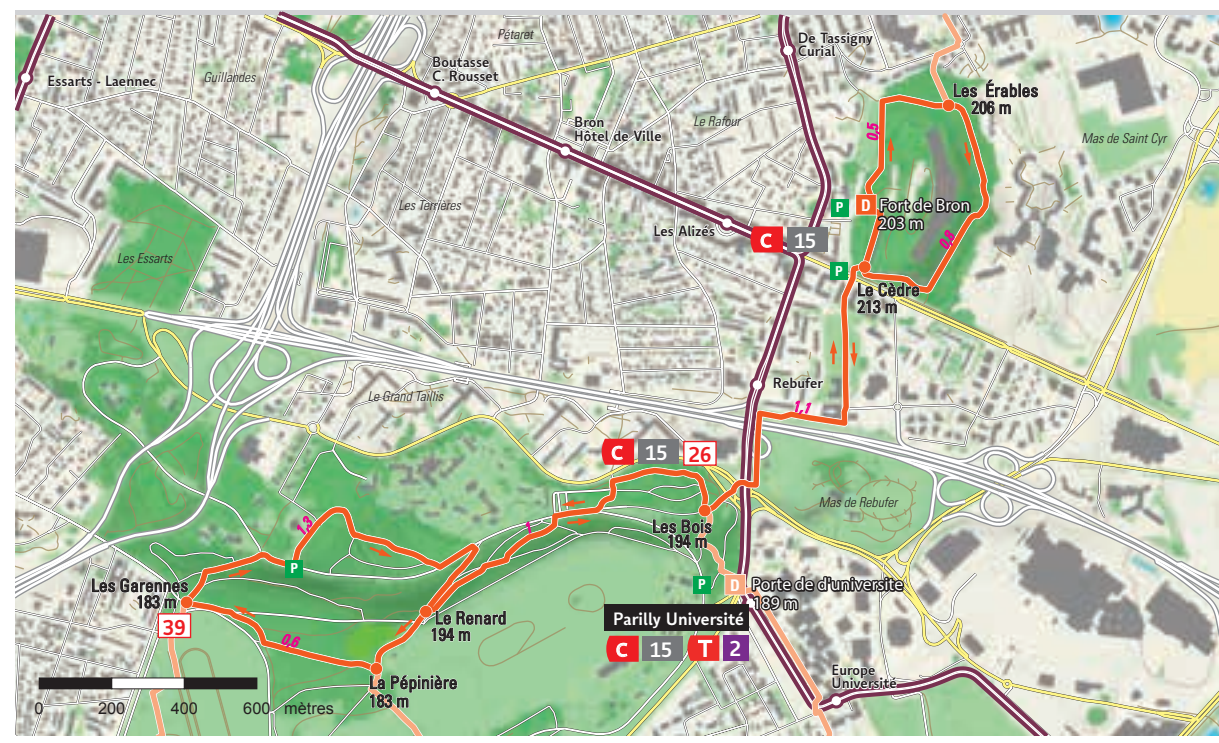 Pétaret
De Tassigny
Curial
Essarts - Laennec
Guillandes
Boutasse
C. Rousset
Les Érables
206 m
Bron
Hôtel de Ville
Le Rafour
0,5
Mas de Saint Cyr
Les Terrières
P
D
Fort de Bron
203 m
Les Alizés
C 15
0,8
Les Essarts
P
Le Cèdre
213 m
Rebufer
Le Grand Taillis
1,1
C 15 26
Mas de Rebufer
1,3
1
Les Bois
194 m
P
Les Garennes
183 m
P
D
Porte de d'universite
189 m
39
Le Renard
194 m
Parilly Université
0,6
C 15 T 2
La Pépinière
183 m
Europe
Université
0 200 400 600 mètres